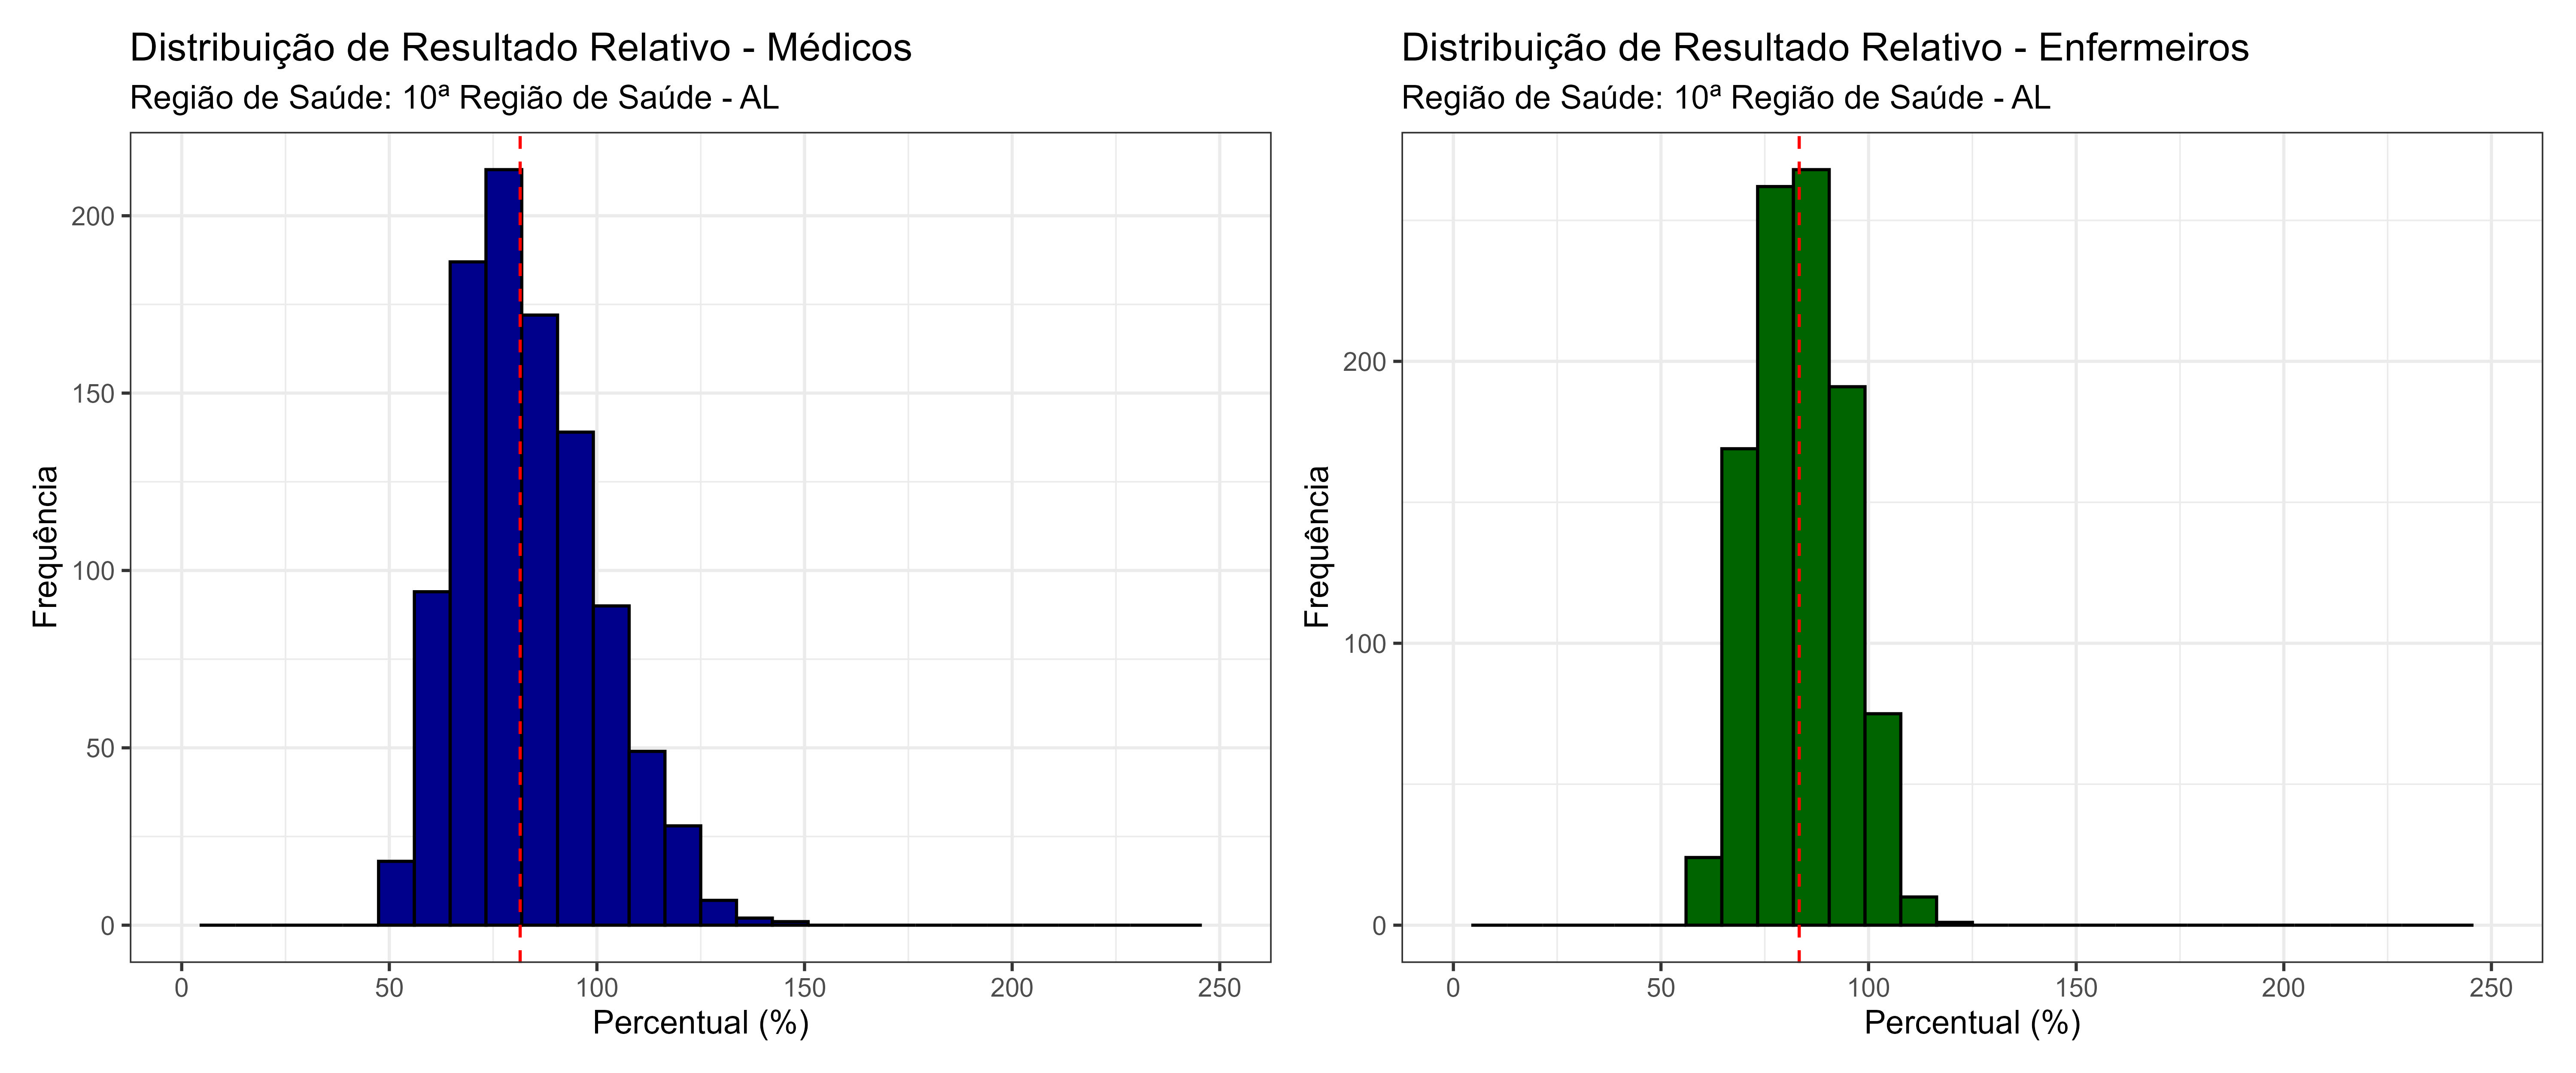 Distribuição de Resultado Relativo - Médicos
Região de Saúde: 10ª Região de Saúde - AL
Frequência
200
150
100
50
0
0 50 100 150 200 250
Percentual (%)
Distribuição de Resultado Relativo - Enfermeiros
Região de Saúde: 10ª Região de Saúde - AL
Frequência
200
100
0
0 50 100 150 200 250
Percentual (%)